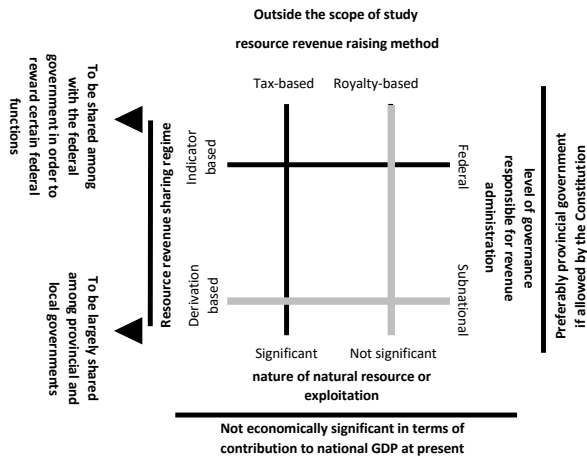 Outside the scope of study
resource revenue raising method
Tax-based
Royalty-based
To be shared among
with the federal
government in order to
reward certain federal
functions
To be largely shared
among provincial and
local governments
Resource revenue sharing regime
Indicator
based
Derivation
based
Federal
Subnational
level of governance
responsible for revenue
administration
Preferably provincial government
if allowed by the Constitution
Significant
Not significant
nature of natural resource or
exploitation
Not economically significant in terms of
contribution to national GDP at present